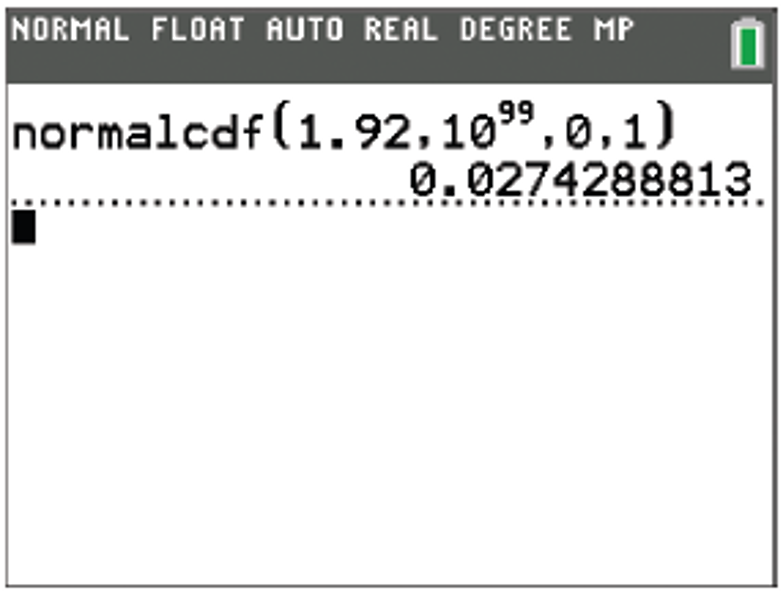 NORMAL FLOAT AUTO REAL DEGREE MP
normalcdf(1.92,10⁹⁹,0,1)
0.0274288813